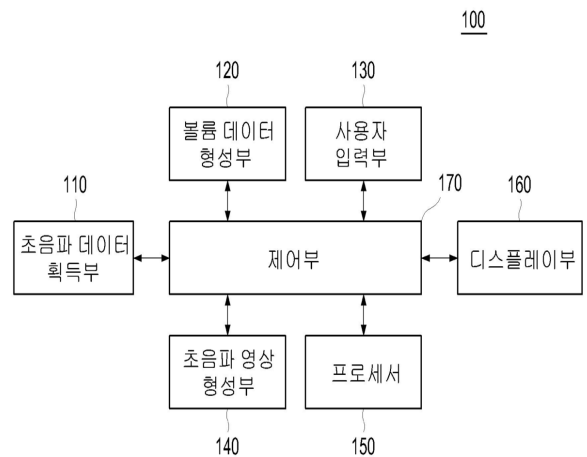 100
120
130
볼륨 데이터
형성부
사용자
입력부
110
170
160
초음파 데이터
획득부
제어부
디스플레이부
초음파 영상
형성부
프로세서
140
150